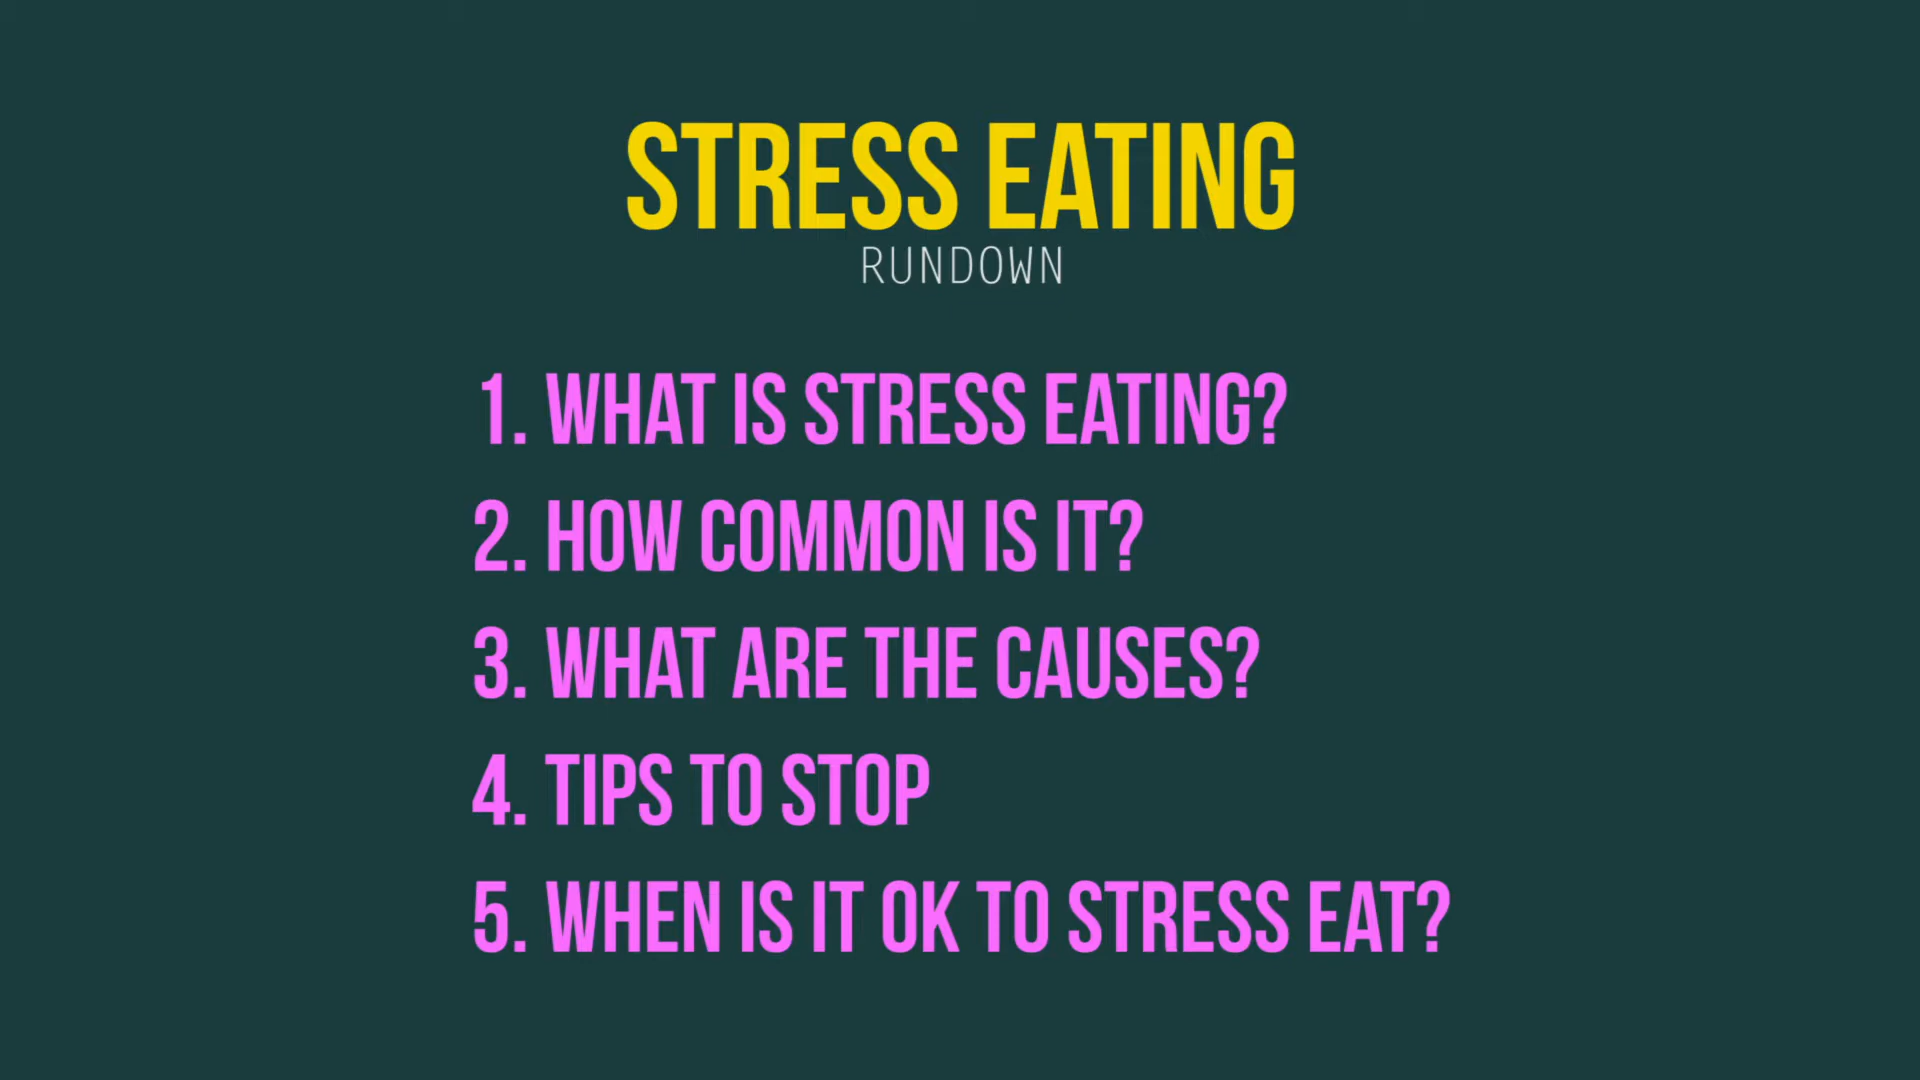 STRESS EATING
RUNDOWN
1. WHAT IS STRESS EATING?
2. HOW COMMON IS IT?
3. WHAT ARE THE CAUSES?
4. TIPS TO STOP
5. WHEN IS IT OK TO STRESS EAT?